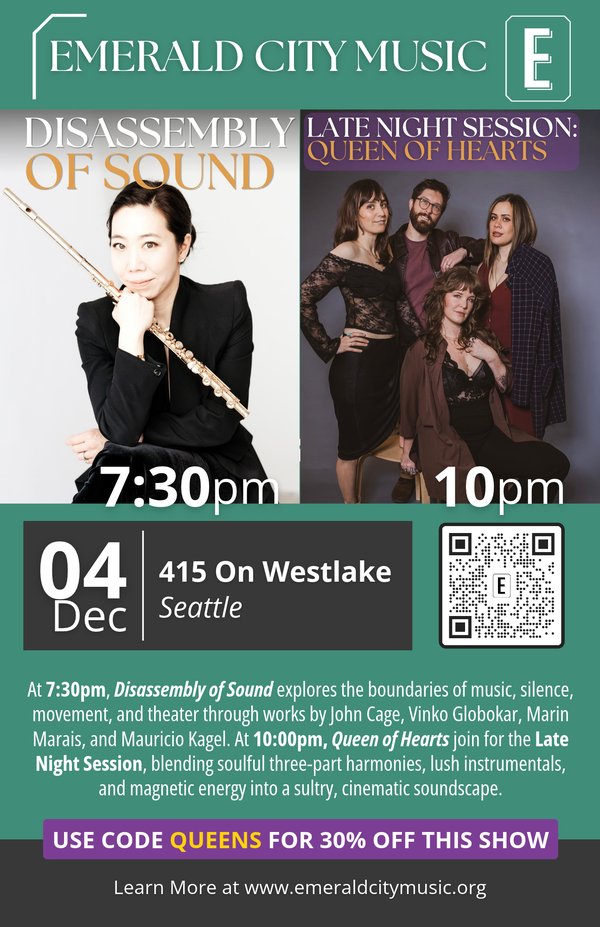 EMERALD CITY MUSIC
E
DISASSEMBLY
OF SOUND
LATE NIGHT SESSION:
QUEEN OF HEARTS
7:30pm
10pm
04
Dec
415 On Westlake
Seattle
E
At 7:30pm, Disassembly of Sound explores the boundaries of music, silence,
movement, and theater through works by John Cage, Vinko Globokar, Marin
Marais, and Mauricio Kagel. At 10:00pm, Queen of Hearts join for the Late
Night Session, blending soulful three-part harmonies, lush instrumentals,
and magnetic energy into a sultry, cinematic soundscape.
USE CODE QUEENS FOR 30% OFF THIS SHOW
Learn More at www.emeraldcitymusic.org